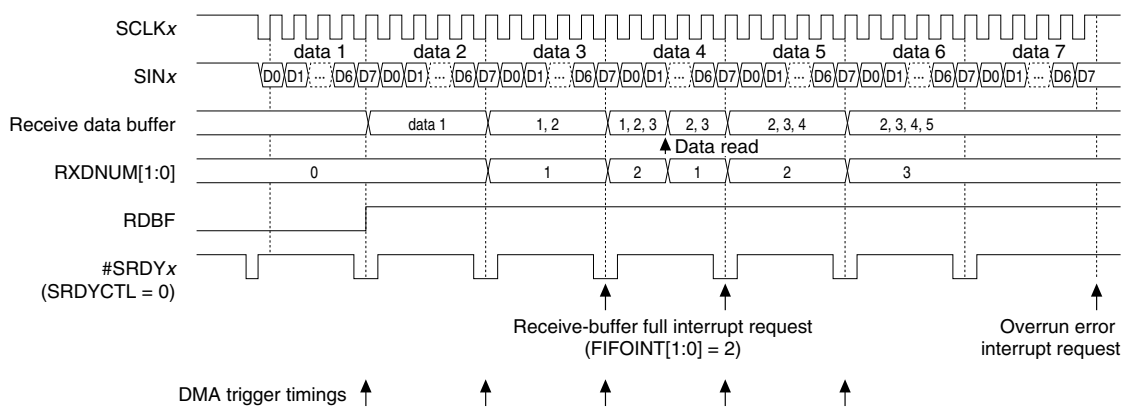 SCLKx
data 1 data 2 data 3 data 4 data 5 data 6 data 7
SINx D0 D1 ... D6 D7 D0 D1 ... D6 D7 D0 D1 ... D6 D7 D0 D1 ... D6 D7 D0 D1 ... D6 D7 D0 D1 ... D6 D7 D0 D1 ... D6 D7
Receive data buffer data 1 1, 2 1, 2, 3 2, 3 2, 3, 4 2, 3, 4, 5
Data read
RXDNUM[1:0] 0 1 2 1 2 3
RDBF
#SRDYx
(SRDYCTL = 0)
Receive-buffer full interrupt request
(FIFOINT[1:0] = 2)
Overrun error
interrupt request
DMA trigger timings